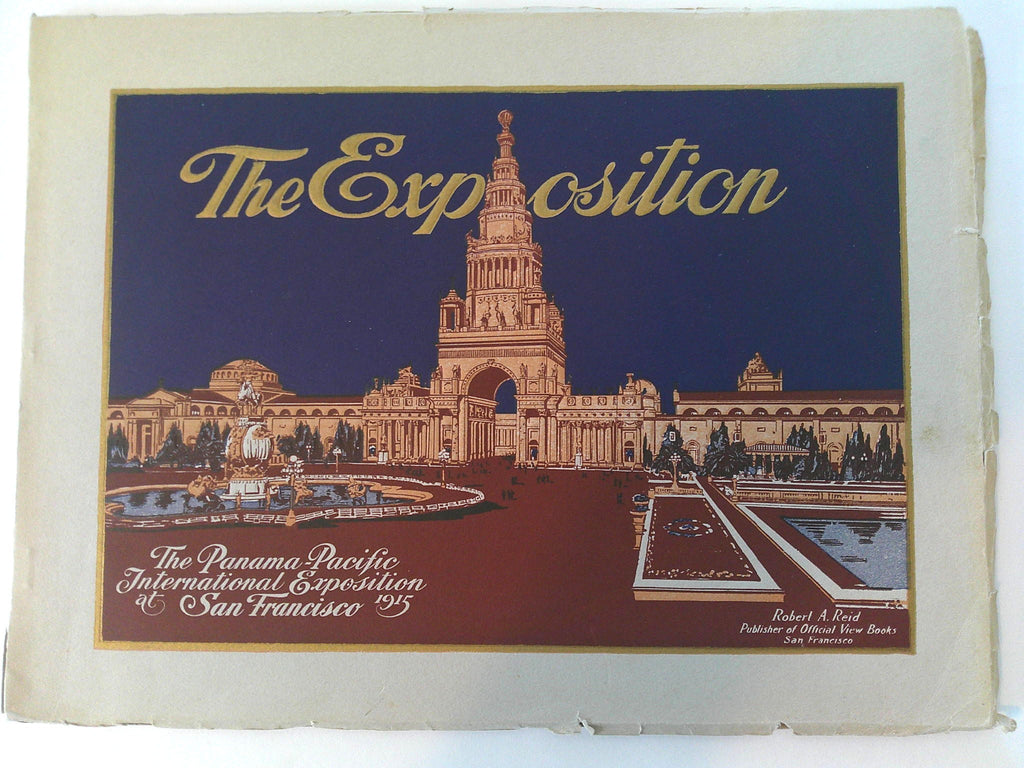 The Exposition
The Panama-Pacific
International Exposition
at San Francisco 1915
Robert A. Reid
Publisher of Official View Books
San Francisco